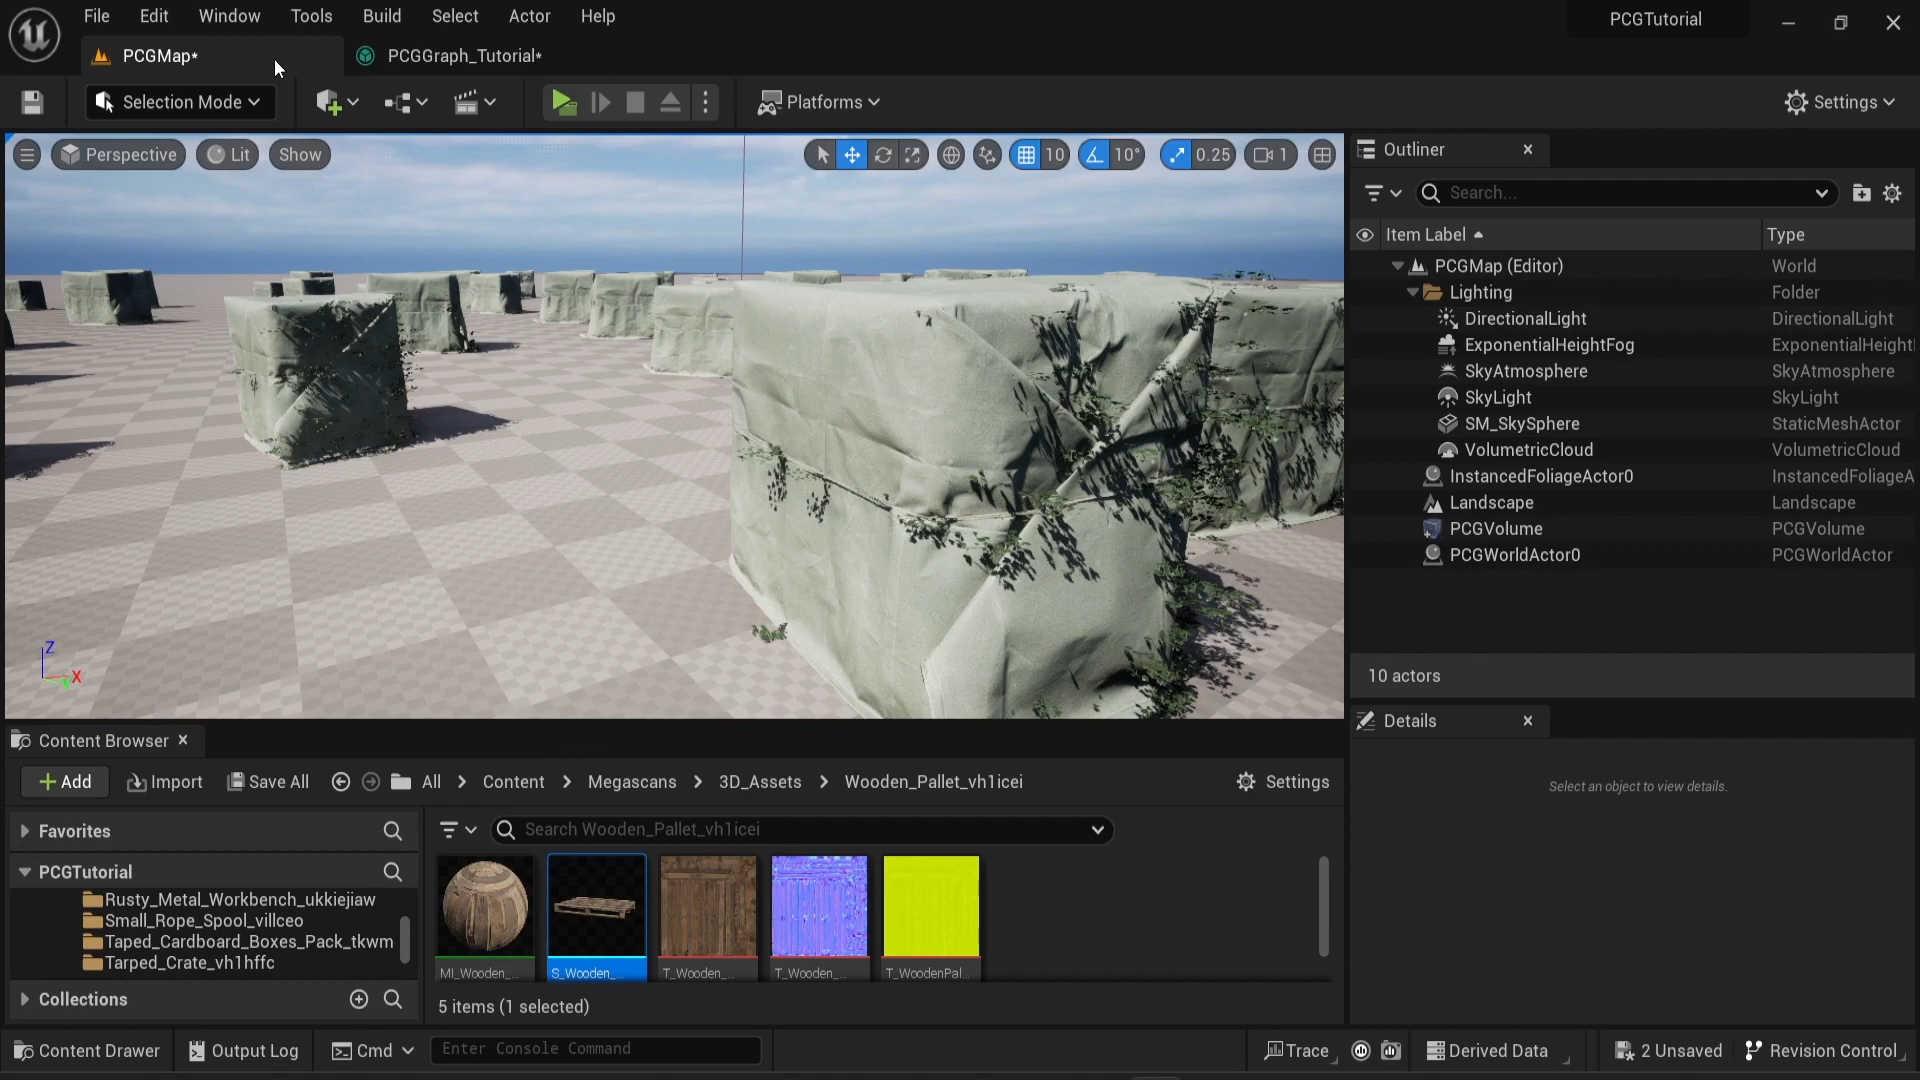 File Edit Window Tools Build Select Actor Help
PCGTutorial
PCGMap*
PCGGraph_Tutorial*
Selection Mode
Platforms
Settings
Perspective Lit Show
10 10° 0.25 1
Outliner
Search...
Item Label Type
PCGMap (Editor) World
Lighting Folder
DirectionalLight DirectionalLight
ExponentialHeightFog ExponentialHeight
SkyAtmosphere SkyAtmosphere
SkyLight SkyLight
SM_SkySphere StaticMeshActor
VolumetricCloud VolumetricCloud
InstancedFoliageActor0 InstancedFoliageA
Landscape Landscape
PCGVolume PCGVolume
PCGWorldActor0 PCGWorldActor
10 actors
Details
Select an object to view details.
Z
X
Content Browser
Add Import Save All All Content Megascans 3D_Assets Wooden_Pallet_vh1icei Settings
Favorites
Search Wooden_Pallet_vh1icei
PCGTutorial
Rusty_Metal_Workbench_ukkiejiaw
Small_Rope_Spool_villceo
Taped_Cardboard_Boxes_Pack_tkwm
Tarped_Crate_vh1hffc
Collections
MI_Wooden_... S_Wooden_... T_Wooden_... T_Wooden_... T_WoodenPal...
5 items (1 selected)
Content Drawer Output Log Cmd Enter Console Command Trace Derived Data 2 Unsaved Revision Control